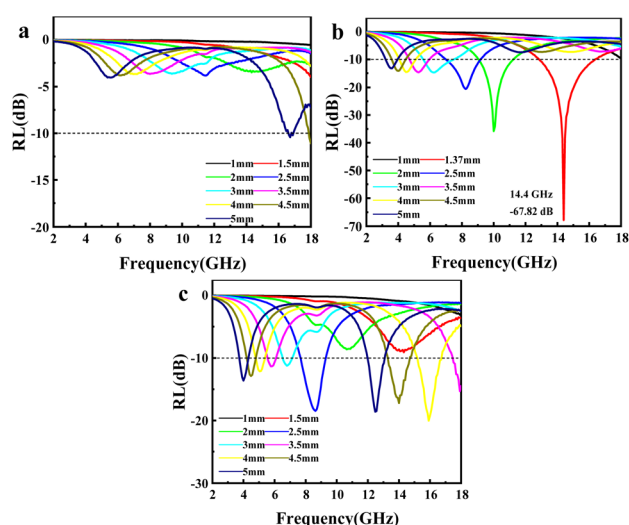 a
0
-5
-10
-15
-20
RL(dB)
1mm 1.5mm
2mm 2.5mm
3mm 3.5mm
4mm 4.5mm
5mm
2 4 6 8 10 12 14 16 18
Frequency(GHz)
b
10
0
-10
-20
-30
-40
-50
-60
-70
RL(dB)
1mm 1.37mm
2mm 2.5mm
3mm 3.5mm
4mm 4.5mm
5mm
14.4 GHz
-67.82 dB
2 4 6 8 10 12 14 16 18
Frequency(GHz)
c
0
-10
-20
-30
RL(dB)
1mm 1.5mm
2mm 2.5mm
3mm 3.5mm
4mm 4.5mm
5mm
2 4 6 8 10 12 14 16 18
Frequency(GHz)